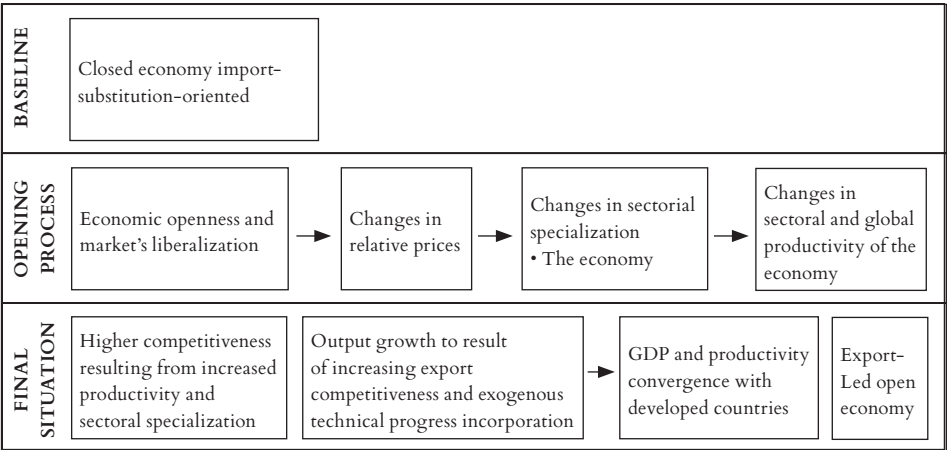 BASELINE
Closed economy import–
substitution-oriented
OPENING
PROCESS
Economic openness and
market's liberalization
Changes in
relative prices
Changes in sectorial
specialization
• The economy
Changes in
sectoral and global
productivity of the
economy
FINAL
SITUATION
Higher competitiveness
resulting from increased
productivity and
sectoral specialization
Output growth to result
of increasing export
competitiveness and exogenous
technical progress incorporation
GDP and productivity
convergence with
developed countries
Export–
Led open
economy